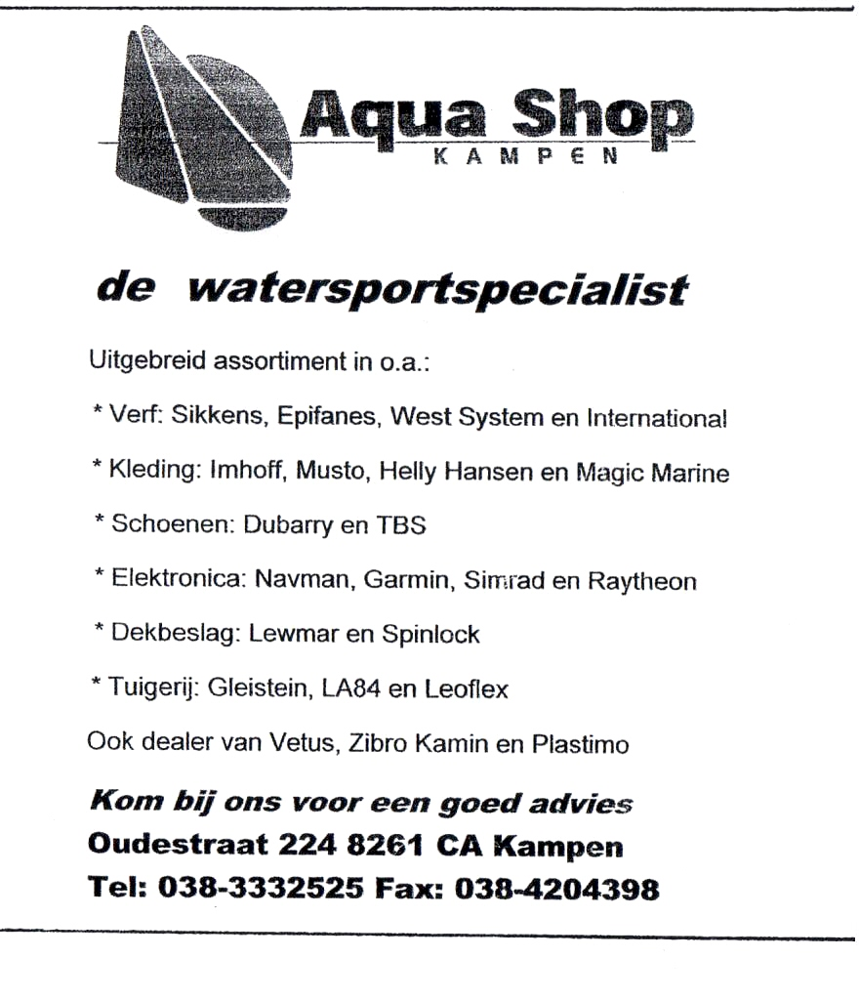 Aqua Shop
KAMPEN
de watersportspecialist
Uitgebreid assortiment in o.a.:
* Verf: Sikkens, Epifanes, West System en International
* Kleding: Imhoff, Musto, Helly Hansen en Magic Marine
* Schoenen: Dubarry en TBS
* Elektronica: Navman, Garmin, Simrad en Raytheon
* Dekbeslag: Lewmar en Spinlock
* Tuigerij: Gleistein, LA84 en Leoflex
Ook dealer van Vetus, Zibro Kamin en Plastimo
Kom bij ons voor een goed advies
Oudestraat 224 8261 CA Kampen
Tel: 038-3332525 Fax: 038-4204398